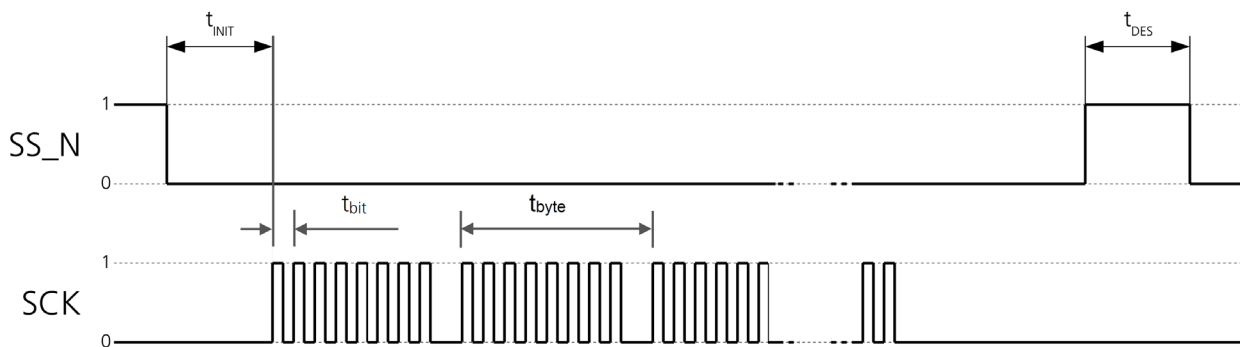 tINIT tDES
1
SS_N
0
tbit tbyte
1
SCK
0